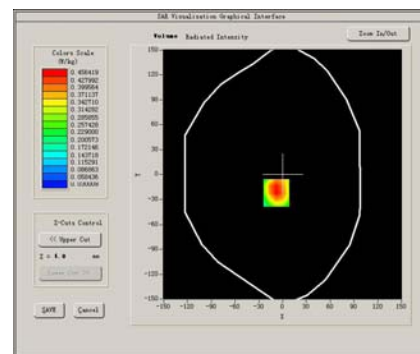 SAR Visualization Graphical Interface
Volume Radiated Intensity
Zoom In/Out
Colors Scale
(W/kg)
0.456419
0.427992
0.399564
0.371137
0.342710
0.314282
0.285855
0.257428
0.229000
0.200573
0.172146
0.143718
0.115291
0.086863
0.058436
Z-Cuts Control
<< Upper Cut
Z = 4.0 mm
Lower Cut >>
SAVE
Cancel
150
120
90
60
30
0
-30
-60
-90
-120
-150
Y
-150 -120 -90 -60 -30 0 30 60 90 120 150
X